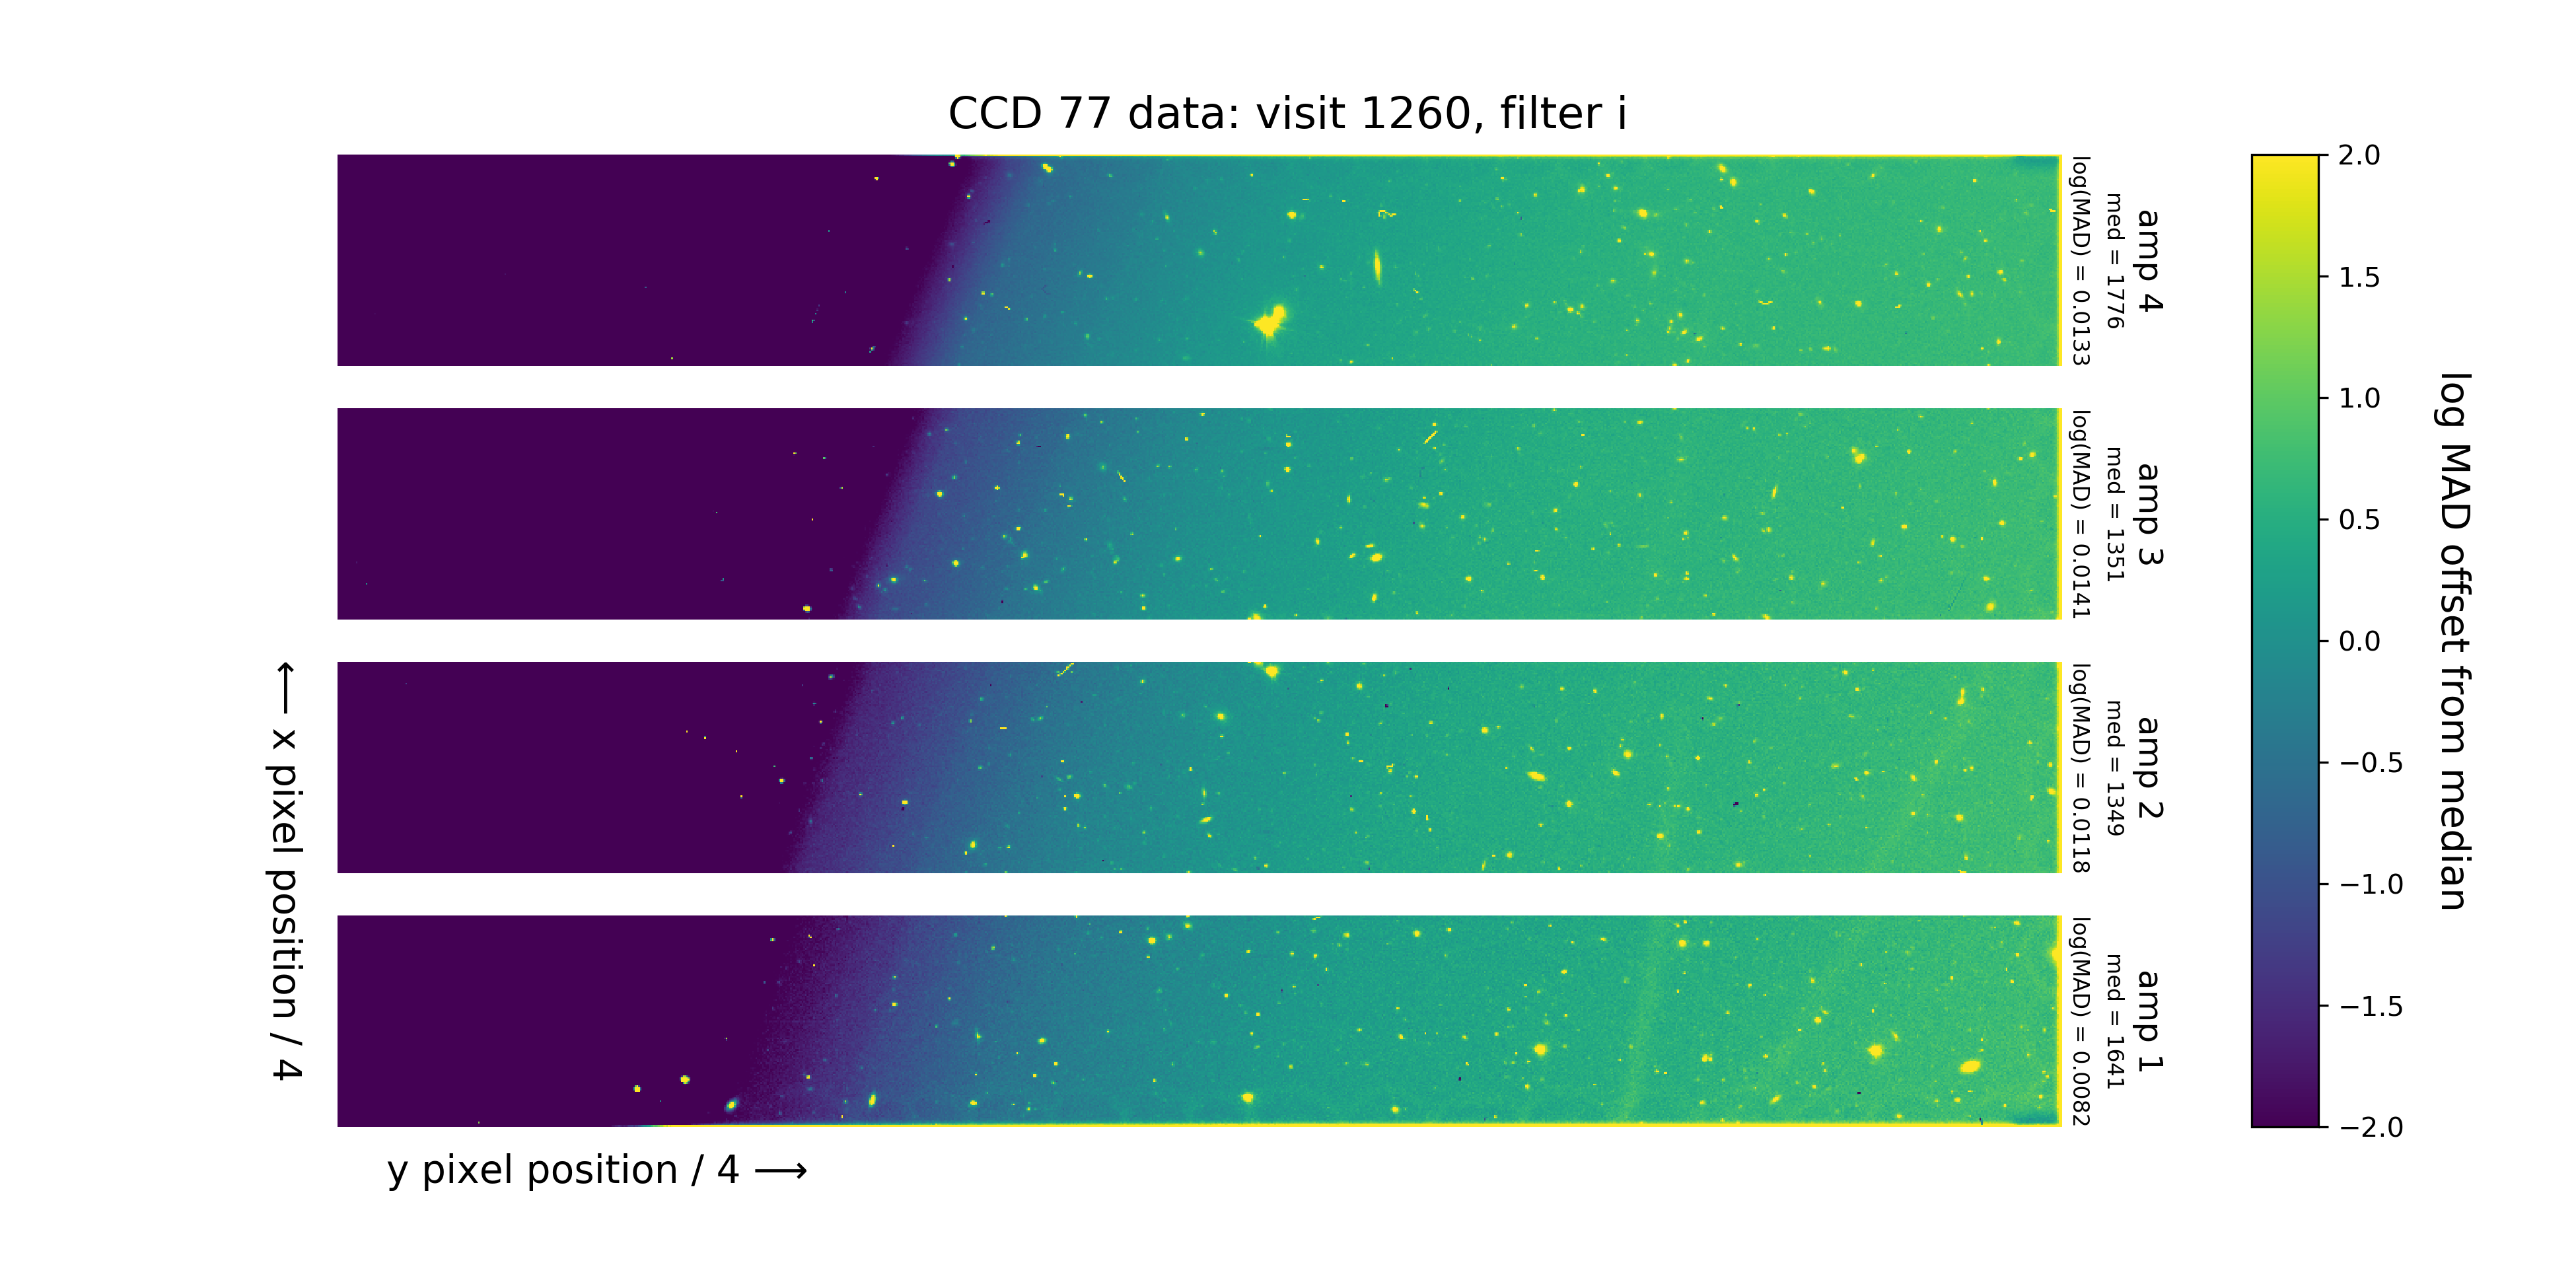 CCD 77 data: visit 1260, filter i
amp 4
med = 1776
log(MAD) = 0.0133
amp 3
med = 1351
log(MAD) = 0.0141
amp 2
med = 1349
log(MAD) = 0.0118
amp 1
med = 1641
log(MAD) = 0.0082
⟵ x pixel position / 4
y pixel position / 4 ⟶
2.0
1.5
1.0
0.5
0.0
−0.5
−1.0
−1.5
−2.0
log MAD offset from median